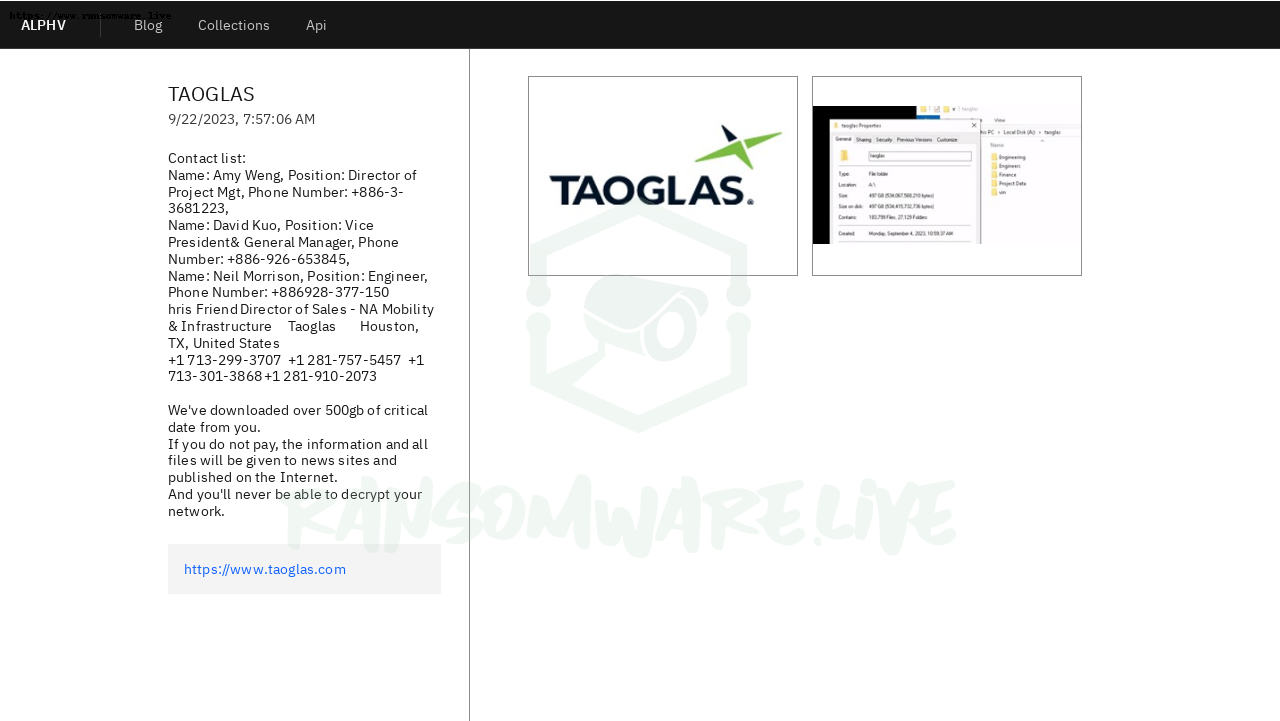 https://www.ransomware.live
ALPHV
Blog
Collections
Api
TAOGLAS
9/22/2023, 7:57:06 AM
Contact list:
Name: Amy Weng, Position: Director of
Project Mgt, Phone Number: +886-3-
3601223,
Name: David Kuo, Position: Vice
President& General Manager, Phone
Number: +886-926-653845,
Name: Neil Morrison, Position: Engineer,
Phone Number: +886928-377-150
hris Friend Director of Sales - NA Mobility
& Infrastructure Taoglas Houston,
TX, United States
+1 713-299-3707 +1 281-757-5457 +1
713-301-3868 +1 281-910-2073
We've downloaded over 500gb of critical
date from you.
If you do not pay, the information and all
files will be given to news sites and
published on the Internet.
And you'll never be able to decrypt your
network.
https://www.taoglas.com
TAOGLAS®
taoglas
View
PC > Local Disk (A:) > taoglas
Name
Engineering
Engineers
Finance
Project Data
taoglas Properties
General Sharing Security Previous Versions Customize
taoglas
Type: File folder
Location: A:\
Size: 497 GB (534,067,568,210 bytes)
Size on disk: 497 GB (534,415,732,736 bytes)
Contains: 183,799 Files, 27,129 Folders
Created: Monday, September 4, 2023, 10:59:37 AM
RANSOMWARE.LIVE